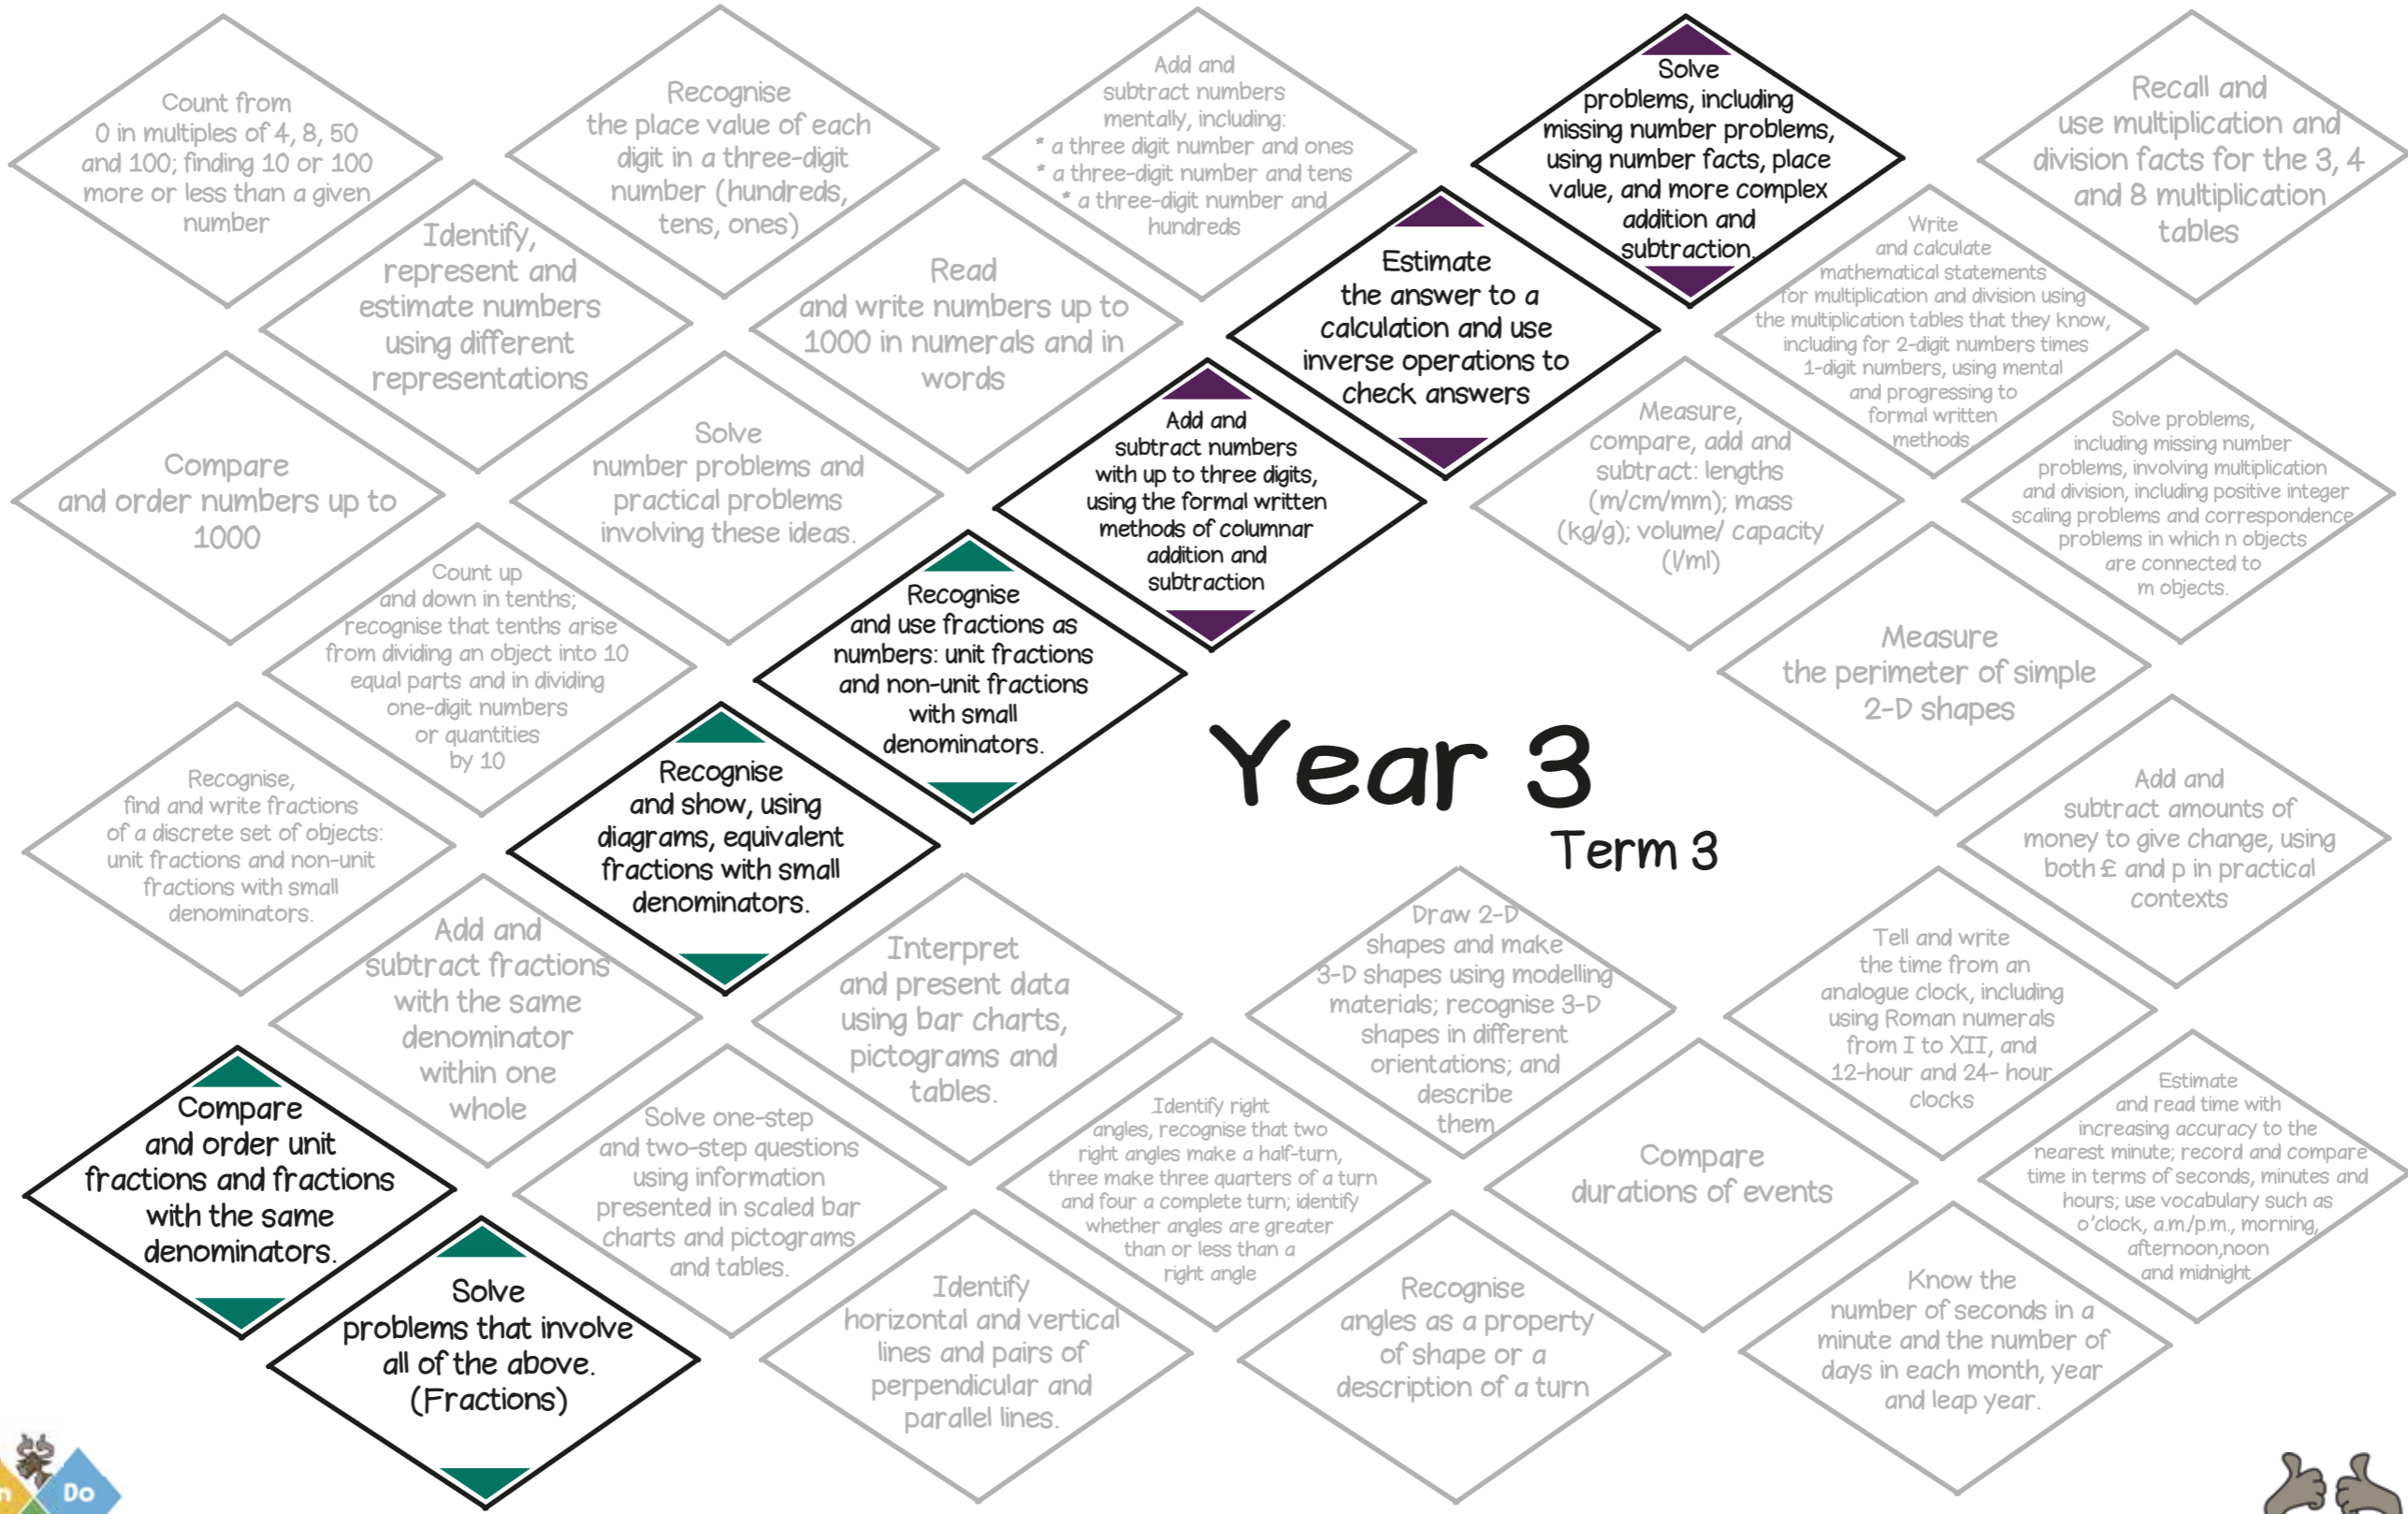 Count from
0 in multiples of 4, 8, 50
and 100; finding 10 or 100
more or less than a given
number
Recognise
the place value of each
digit in a three-digit
number (hundreds,
tens, ones)
Add and
subtract numbers
mentally, including:
* a three digit number and ones
* a three-digit number and tens
* a three-digit number and
hundreds
Solve
problems, including
missing number problems,
using number facts, place
value, and more complex
addition and
subtraction.
Recall and
use multiplication and
division facts for the 3, 4
and 8 multiplication
tables
Identify,
represent and
estimate numbers
using different
representations
Read
and write numbers up to
1000 in numerals and in
words
Estimate
the answer to a
calculation and use
inverse operations to
check answers
Write
and calculate
mathematical statements
for multiplication and division using
the multiplication tables that they know,
including for 2-digit numbers times
1-digit numbers, using mental
and progressing to
formal written
methods
Compare
and order numbers up to
1000
Solve
number problems and
practical problems
involving these ideas.
Add and
subtract numbers
with up to three digits,
using the formal written
methods of columnar
addition and
subtraction
Measure,
compare, add and
subtract: lengths
(m/cm/mm); mass
(kg/g); volume/ capacity
(l/ml)
Solve problems,
including missing number
problems, involving multiplication
and division, including positive integer
scaling problems and correspondence
problems in which n objects
are connected to
m objects.
Count up
and down in tenths;
recognise that tenths arise
from dividing an object into 10
equal parts and in dividing
one-digit numbers
or quantities
by 10
Recognise
and use fractions as
numbers: unit fractions
and non-unit fractions
with small
denominators.
Measure
the perimeter of simple
2-D shapes
Recognise,
find and write fractions
of a discrete set of objects:
unit fractions and non-unit
fractions with small
denominators.
Recognise
and show, using
diagrams, equivalent
fractions with small
denominators.
Year 3
Term 3
Add and
subtract amounts of
money to give change, using
both £ and p in practical
contexts
Add and
subtract fractions
with the same
denominator
within one
whole
Interpret
and present data
using bar charts,
pictograms and
tables.
Draw 2-D
shapes and make
3-D shapes using modelling
materials; recognise 3-D
shapes in different
orientations; and
describe
them
Tell and write
the time from an
analogue clock, including
using Roman numerals
from I to XII, and
12-hour and 24- hour
clocks
Compare
and order unit
fractions and fractions
with the same
denominators.
Solve one-step
and two-step questions
using information
presented in scaled bar
charts and pictograms
and tables.
Identify right
angles, recognise that two
right angles make a half-turn,
three make three quarters of a turn
and four a complete turn; identify
whether angles are greater
than or less than a
right angle
Compare
durations of events
Estimate
and read time with
increasing accuracy to the
nearest minute; record and compare
time in terms of seconds, minutes and
hours; use vocabulary such as
o'clock, a.m./p.m., morning,
afternoon,noon
and midnight
Solve
problems that involve
all of the above.
(Fractions)
Identify
horizontal and vertical
lines and pairs of
perpendicular and
parallel lines.
Recognise
angles as a property
of shape or a
description of a turn
Know the
number of seconds in a
minute and the number of
days in each month, year
and leap year.
Do